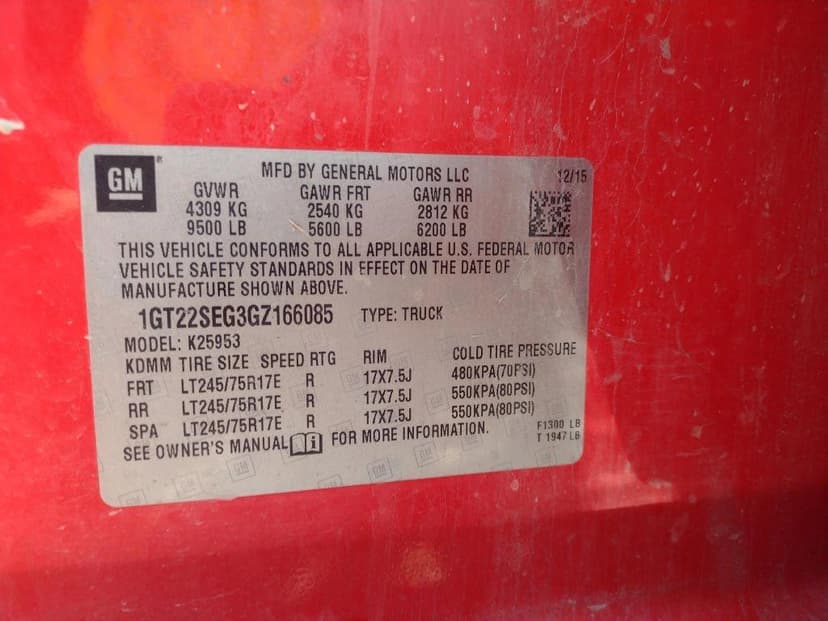 GM
MFD BY GENERAL MOTORS LLC 12/15
GVWR GAWR FRT GAWR RR
4309 KG 2540 KG 2812 KG
9500 LB 5600 LB 6200 LB
THIS VEHICLE CONFORMS TO ALL APPLICABLE U.S. FEDERAL MOTOR
VEHICLE SAFETY STANDARDS IN EFFECT ON THE DATE OF
MANUFACTURE SHOWN ABOVE.
1GT22SEG3GZ166085 TYPE: TRUCK
MODEL: K25953
KDMM TIRE SIZE SPEED RTG RIM COLD TIRE PRESSURE
FRT LT245/75R17E R 17X7.5J 480KPA(70PSI)
RR LT245/75R17E R 17X7.5J 550KPA(80PSI)
SPA LT245/75R17E R 17X7.5J 550KPA(80PSI)
SEE OWNER'S MANUAL i FOR MORE INFORMATION.
F1300 LB
T 1947 LB